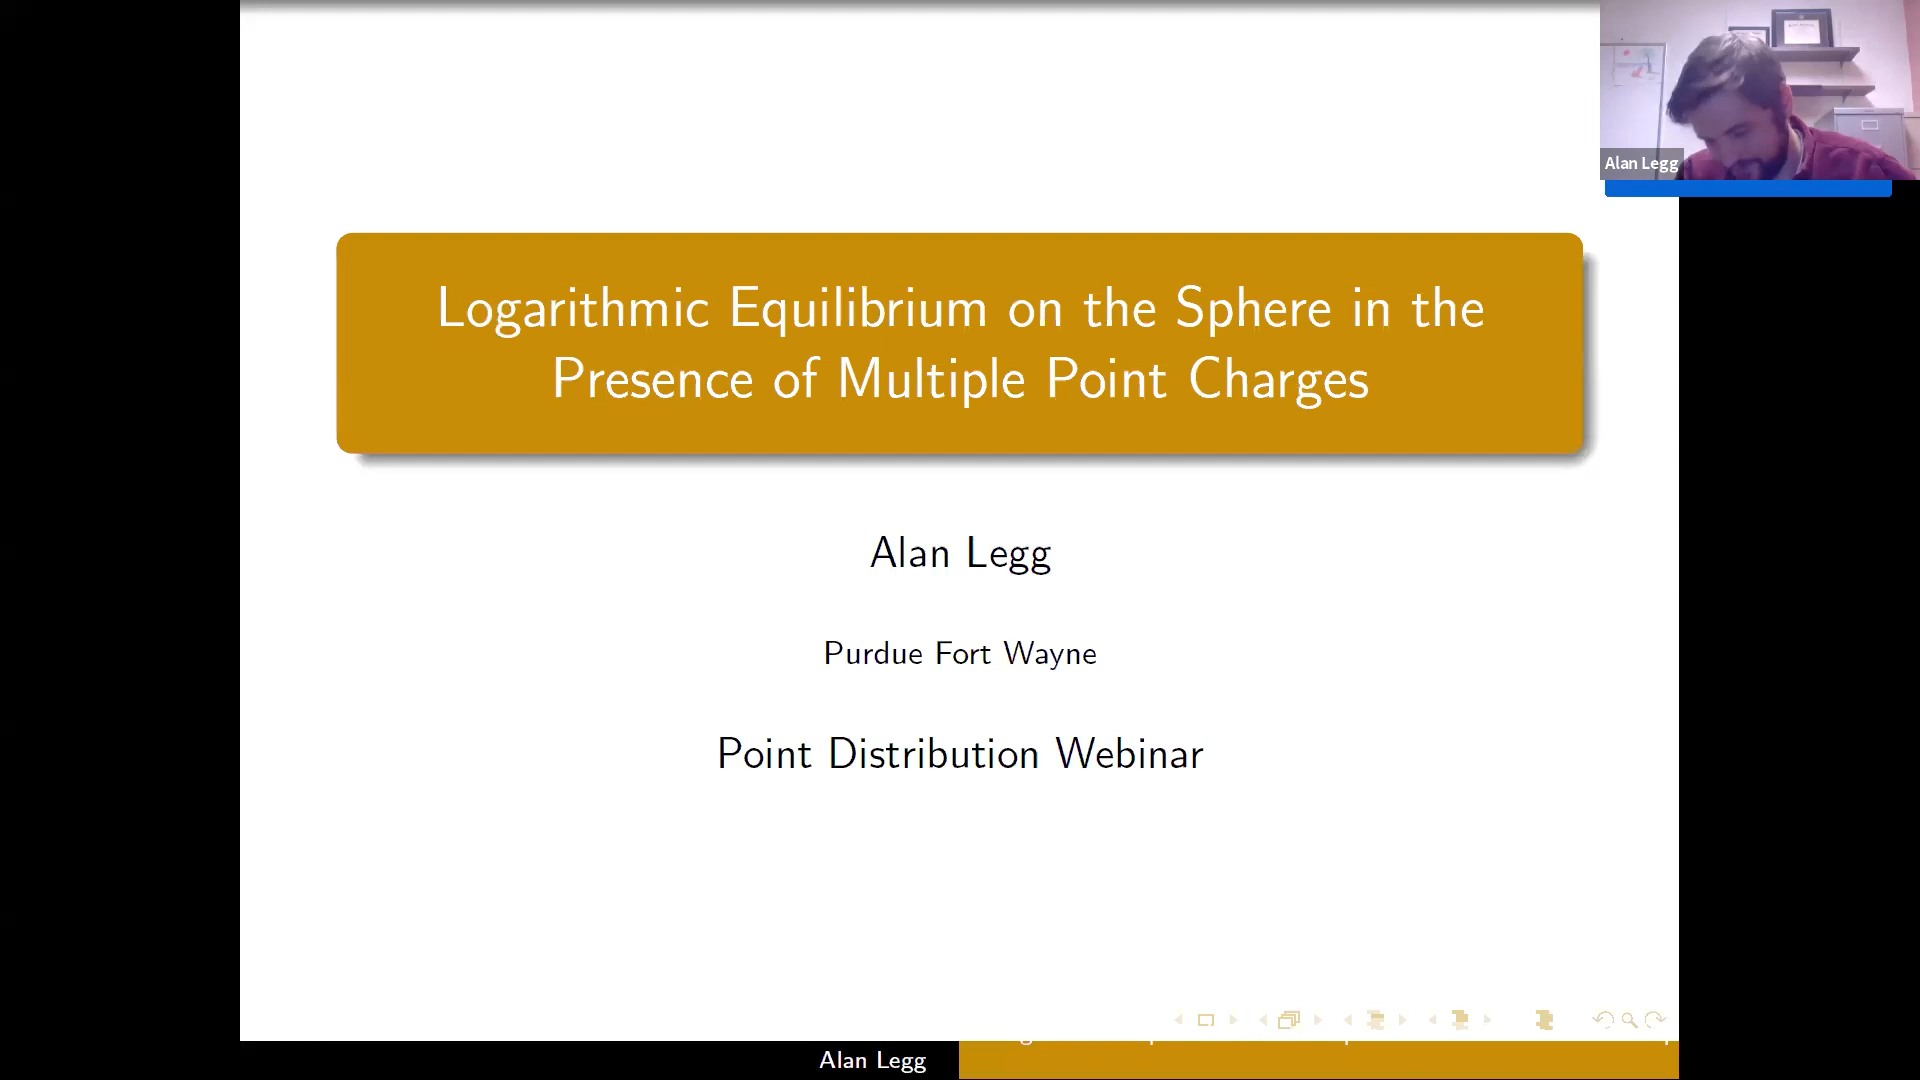 Alan Legg
Logarithmic Equilibrium on the Sphere in the
Presence of Multiple Point Charges
Alan Legg
Purdue Fort Wayne
Point Distribution Webinar
Alan Legg